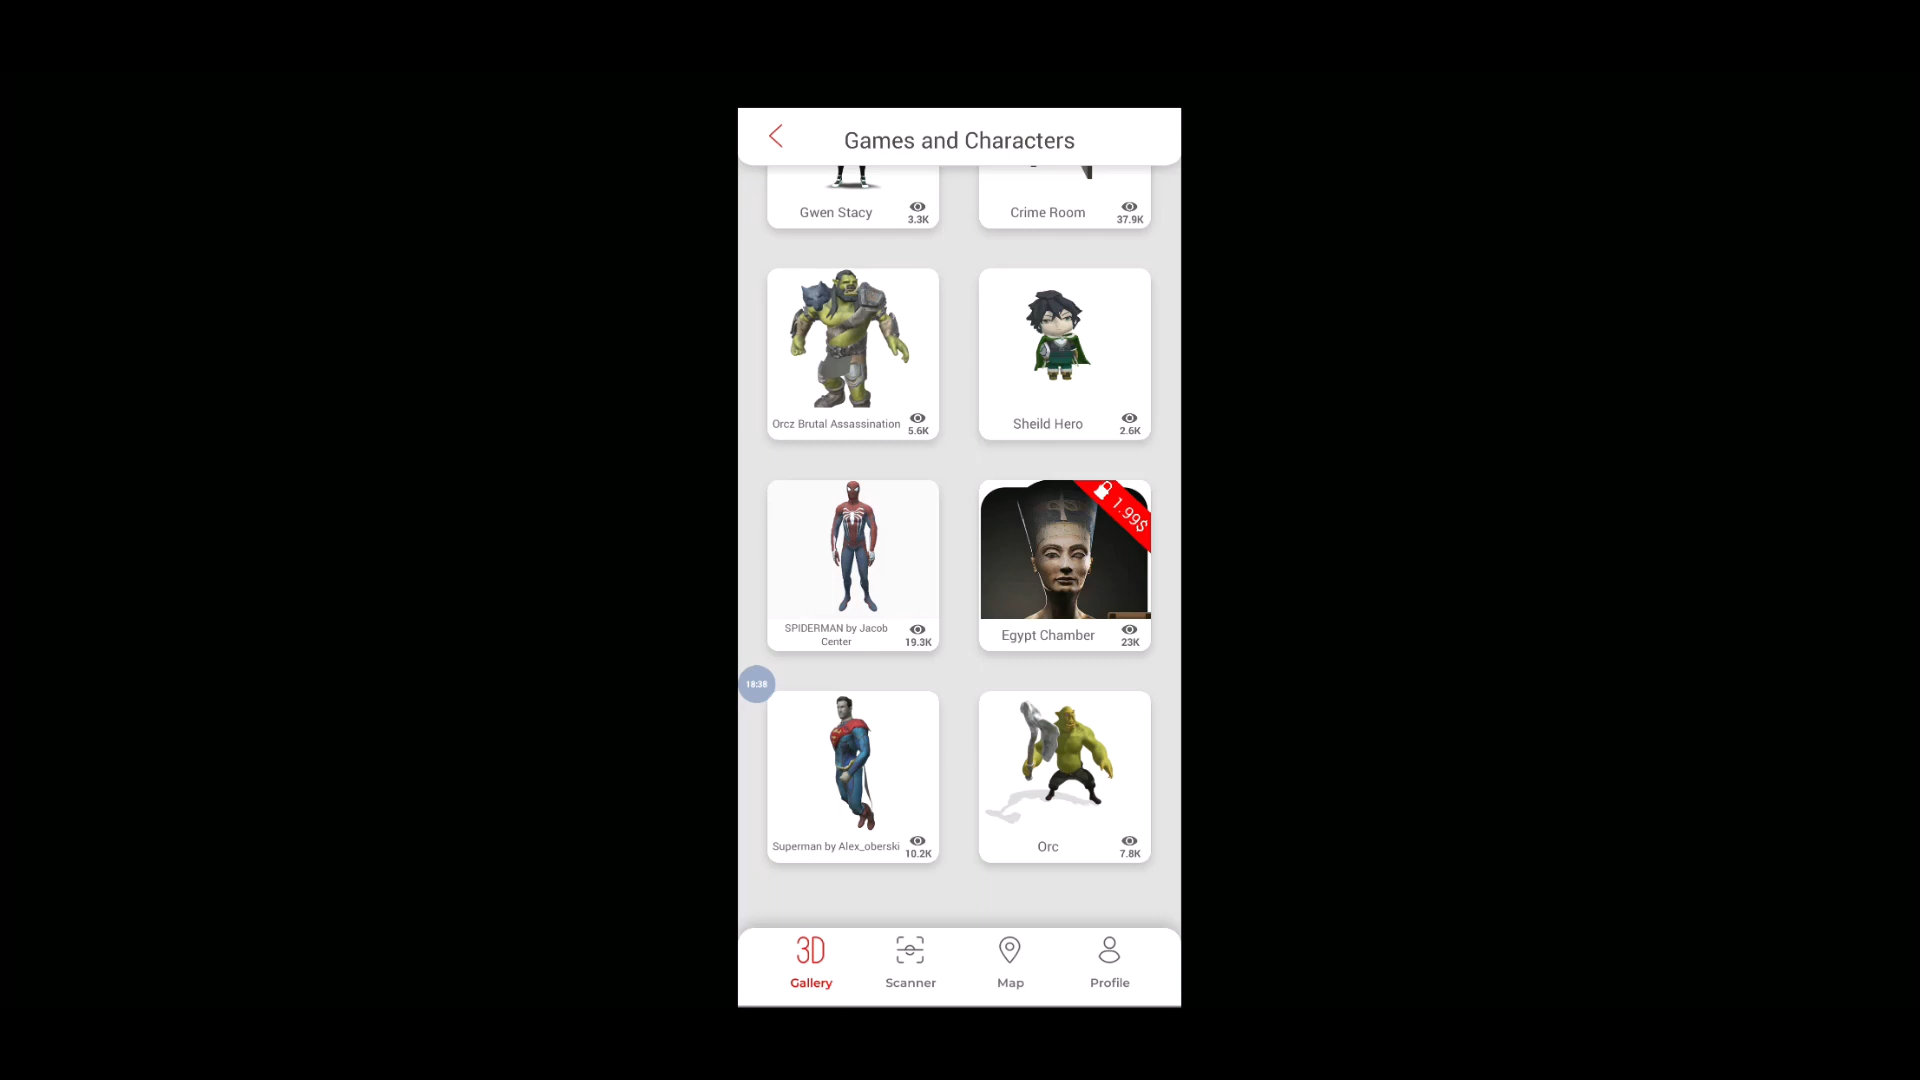 Games and Characters
Gwen Stacy
3.3K
Crime Room
37.9K
Orcz Brutal Assassination
5.6K
Sheild Hero
2.6K
1.99$
SPIDERMAN by Jacob
Center
19.3K
Egypt Chamber
23K
18:38
Superman by Alex_oberski
10.2K
Orc
7.8K
3D
Gallery
Scanner
Map
Profile